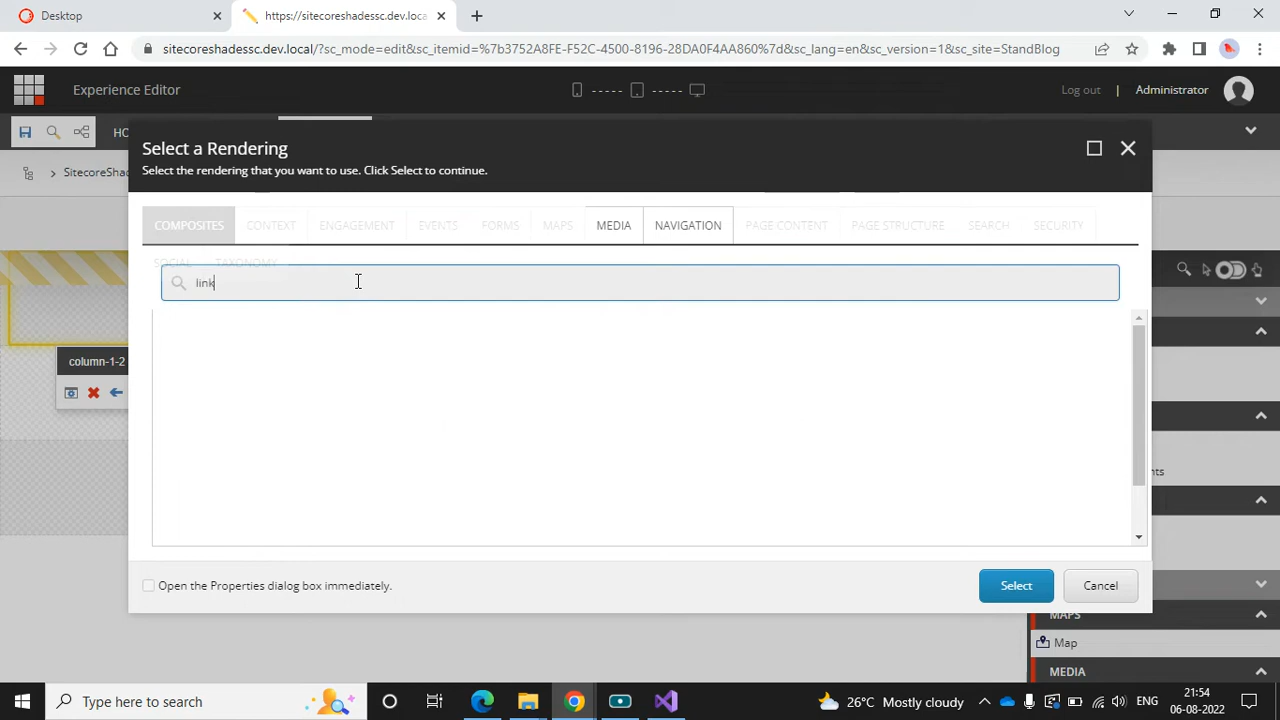 Desktop
https://sitecoreshadessc.dev.loca
sitecoreshadessc.dev.local/?sc_mode=edit&sc_itemid=%7b3752A8FE-F52C-4500-8196-28DA0F4AA860%7d&sc_lang=en&sc_version=1&sc_site=StandBlog
Experience Editor
Log out | Administrator
HO
SitecoreSha
Select a Rendering
Select the rendering that you want to use. Click Select to continue.
COMPOSITES CONTEXT ENGAGEMENT EVENTS FORMS MAPS MEDIA NAVIGATION PAGE CONTENT PAGE STRUCTURE SEARCH SECURITY
SOCIAL TAXONOMY
link
column-1-2
nts
Open the Properties dialog box immediately.
Select Cancel
MAPS
Map
MEDIA
Type here to search
26°C Mostly cloudy
ENG
21:54
06-08-2022